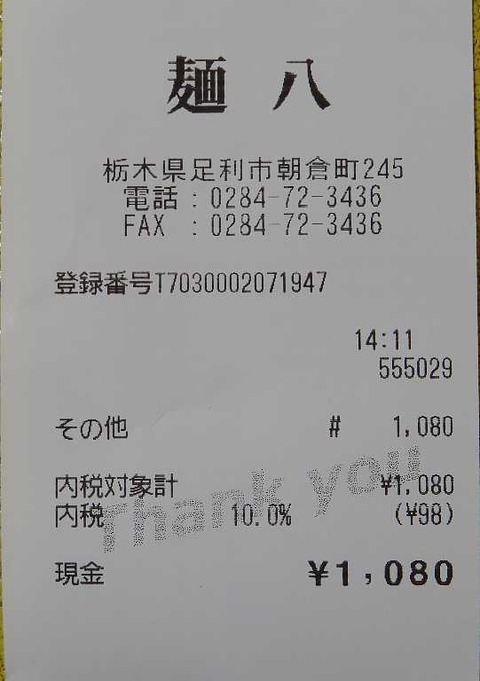 麺八
栃木県足利市朝倉町245
電話：0284-72-3436
FAX ：0284-72-3436
登録番号T7030002071947
14:11
555029
その他 # 1,080
内税対象計 ¥1,080
内税 10.0% (¥98)
Thank you
現金 ¥1,080